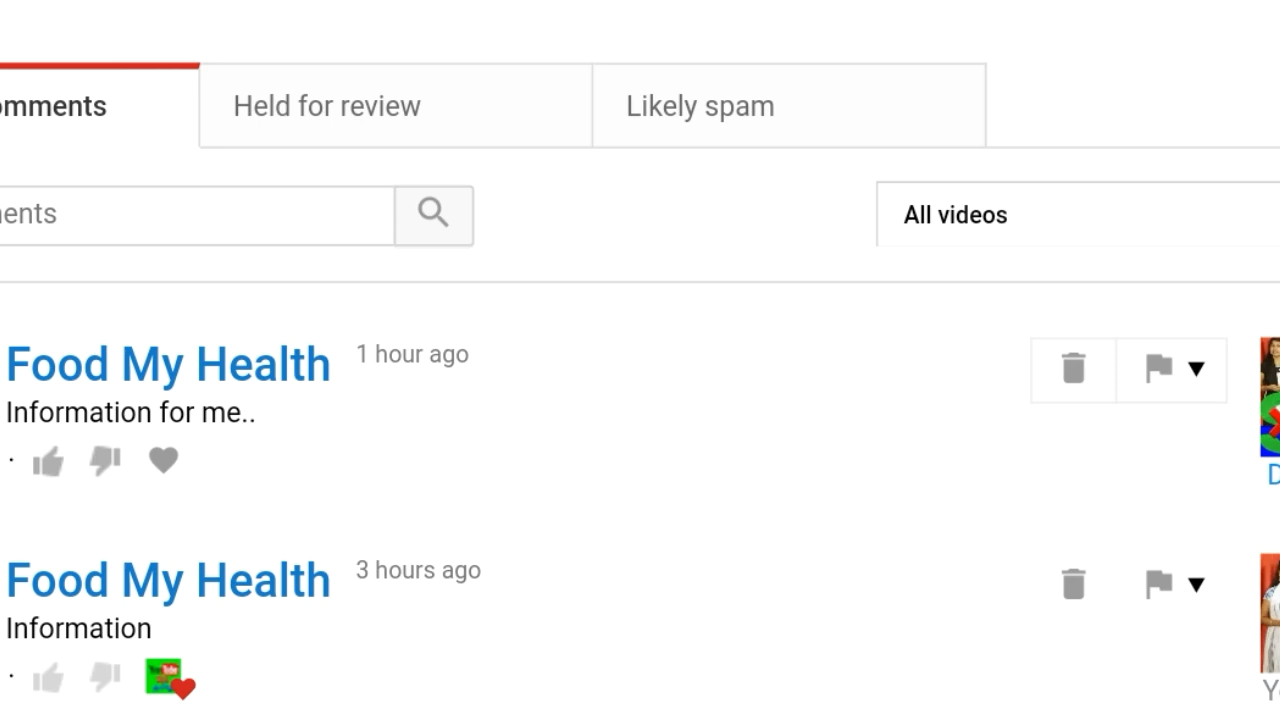 omments
Held for review
Likely spam
ents
All videos
Food My Health 1 hour ago
Information for me..
D
Food My Health 3 hours ago
Information